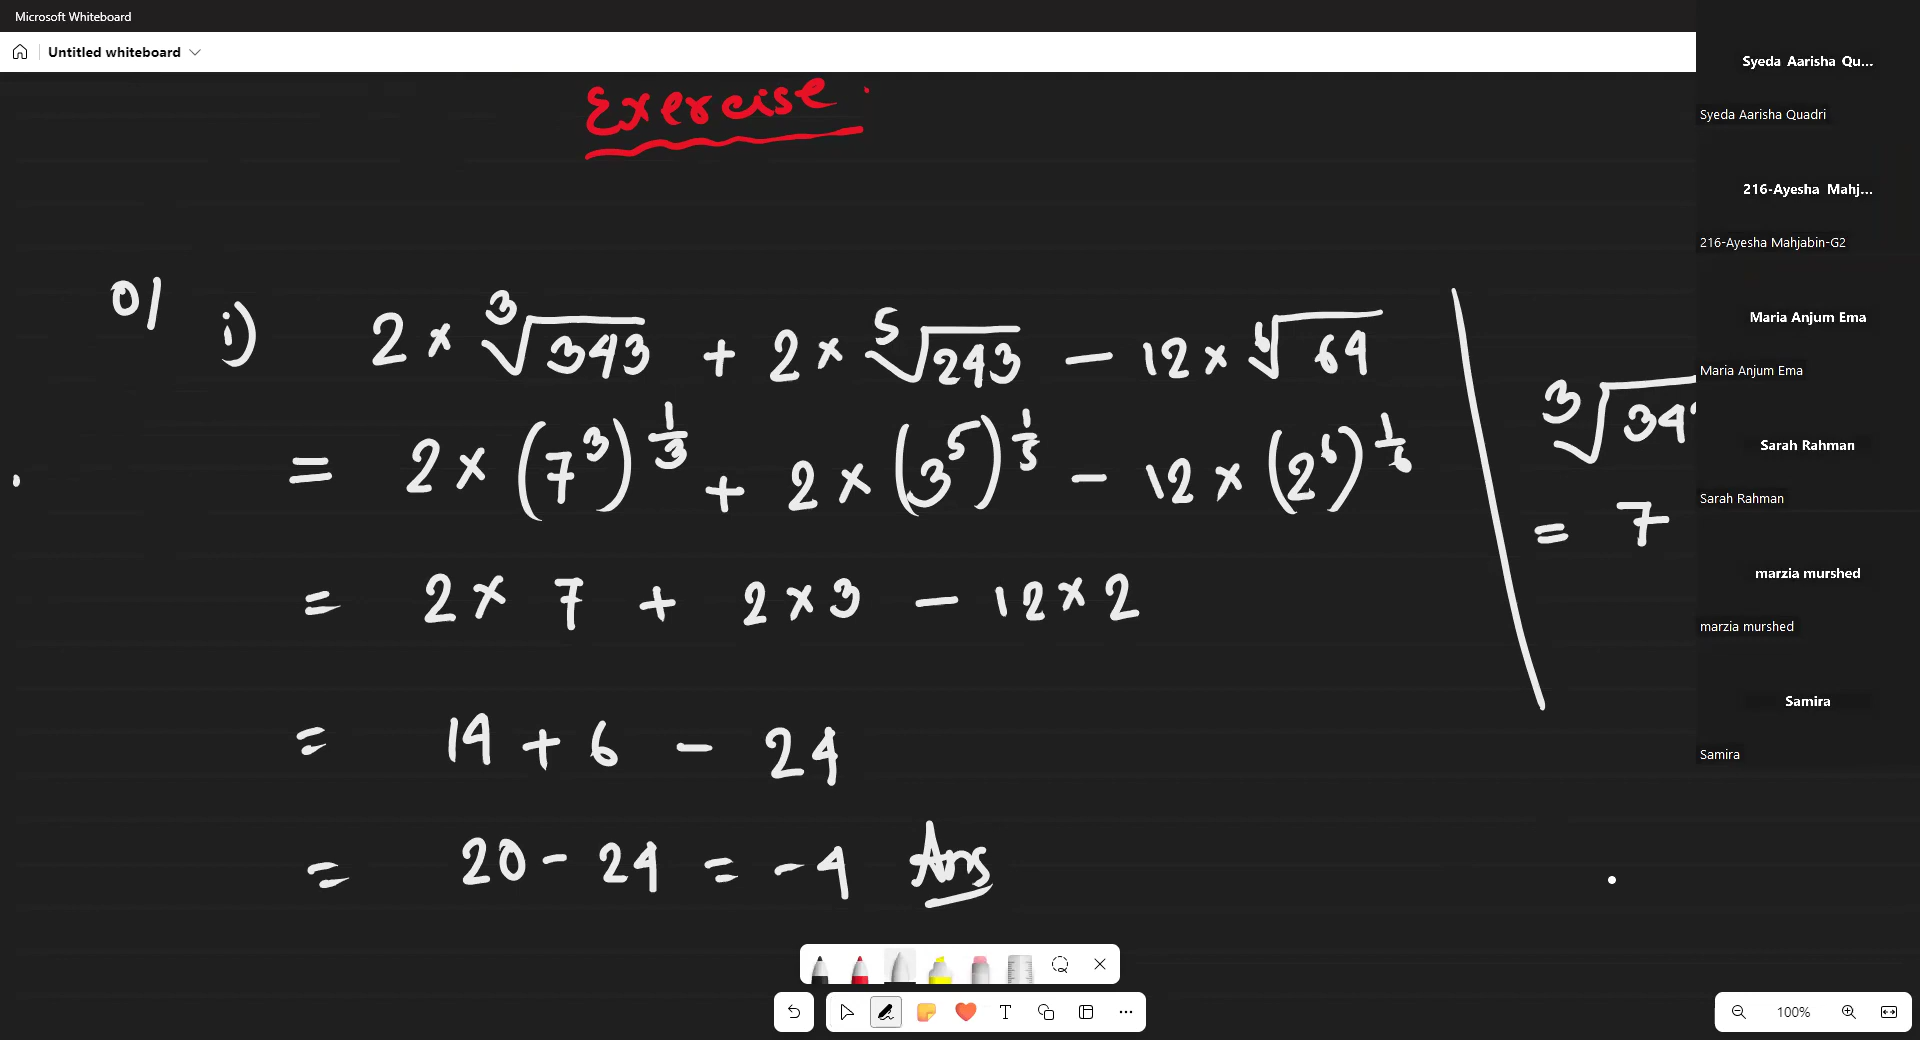 Microsoft Whiteboard
Untitled whiteboard
Exercise.
01
i) 2 × ∛343 + 2 × ⁵√243 − 12 × ⁶√64
= 2 × (7³)^(1/3) + 2 × (3⁵)^(1/5) − 12 × (2⁶)^(1/6)
= 2 × 7 + 2 × 3 − 12 × 2
= 14 + 6 − 24
= 20 − 24 = −4 Ans
= 7
Syeda Aarisha Qu...
Syeda Aarisha Quadri
216-Ayesha Mahj...
216-Ayesha Mahjabin-G2
Maria Anjum Ema
Maria Anjum Ema
Sarah Rahman
Sarah Rahman
marzia murshed
marzia murshed
Samira
Samira
T
100%